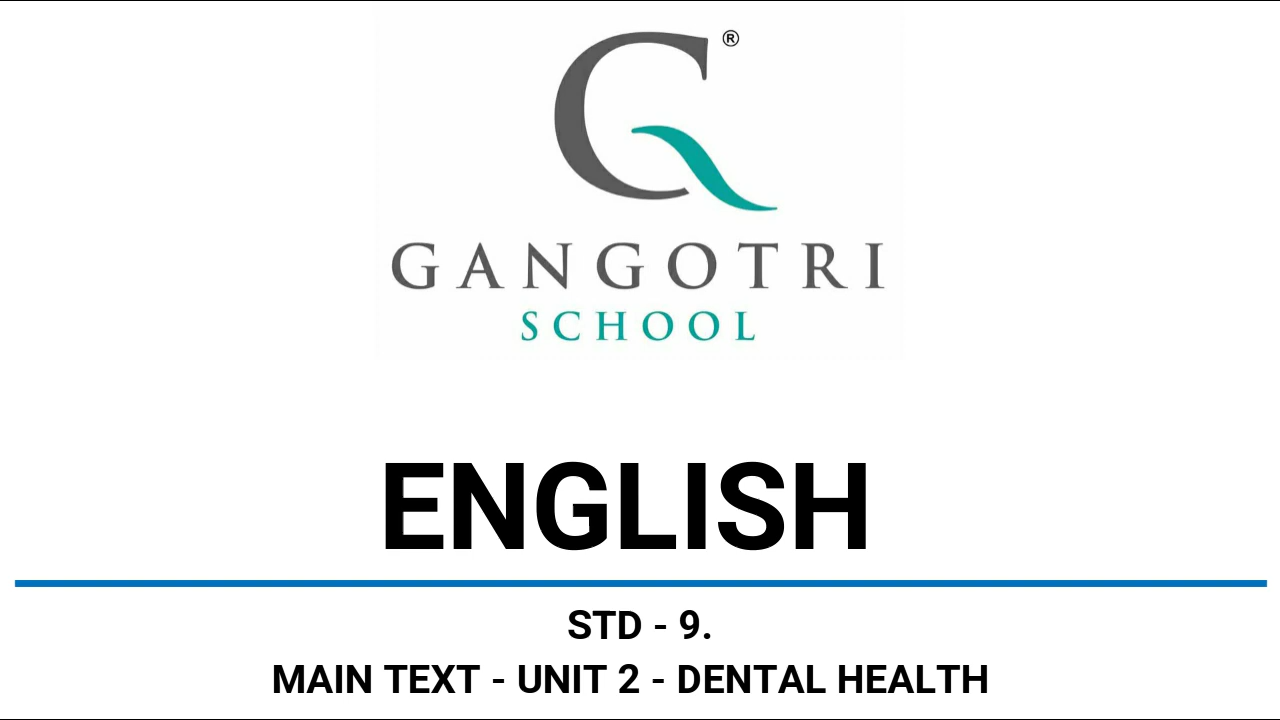 ®
GANGOTRI
SCHOOL
ENGLISH
STD - 9.
MAIN TEXT - UNIT 2 - DENTAL HEALTH